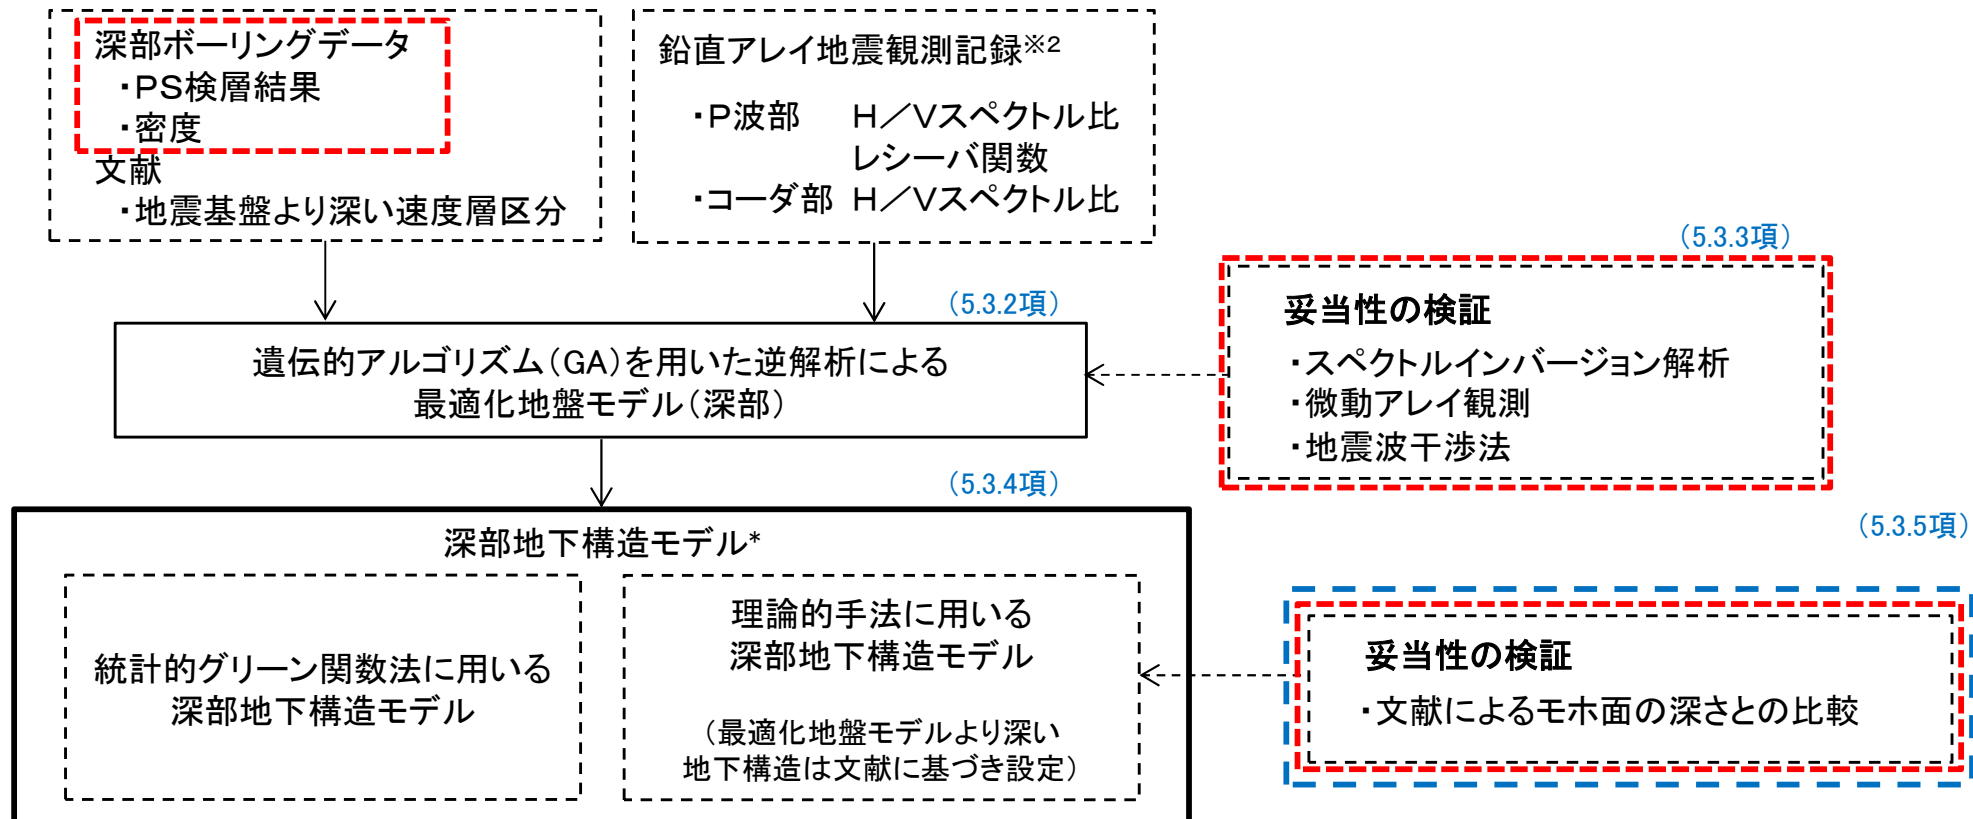 深部ボーリングデータ
・PS検層結果
・密度
文献
・地震基盤より深い速度層区分
鉛直アレイ地震観測記録※2
・P波部 H／Vスペクトル比
レシーバ関数
・コーダ部 H／Vスペクトル比
（5.3.2項）
遺伝的アルゴリズム（GA）を用いた逆解析による
最適化地盤モデル（深部）
（5.3.3項）
妥当性の検証
・スペクトルインバージョン解析
・微動アレイ観測
・地震波干渉法
（5.3.4項）
深部地下構造モデル*
統計的グリーン関数法に用いる
深部地下構造モデル
理論的手法に用いる
深部地下構造モデル
（最適化地盤モデルより深い
地下構造は文献に基づき設定）
（5.3.5項）
妥当性の検証
・文献によるモホ面の深さとの比較